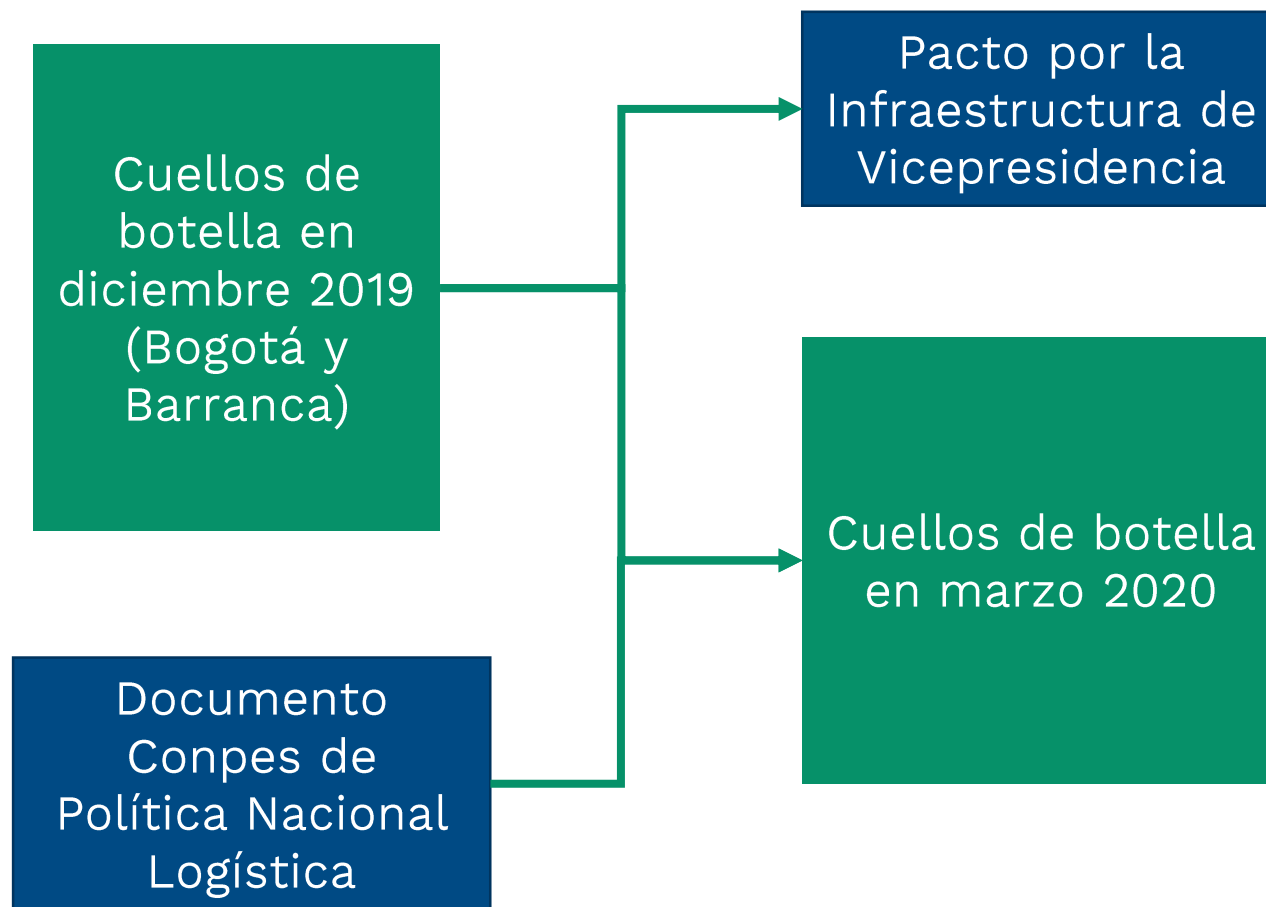 Cuellos de
botella en
diciembre 2019
(Bogotá y
Barranca)
Documento
Conpes de
Política Nacional
Logística
Pacto por la
Infraestructura de
Vicepresidencia
Cuellos de botella
en marzo 2020